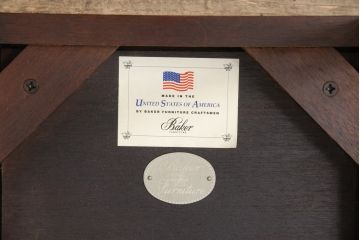 MADE IN THE
UNITED STATES OF AMERICA
BY BAKER FURNITURE CRAFTSMEN
Baker
Furniture